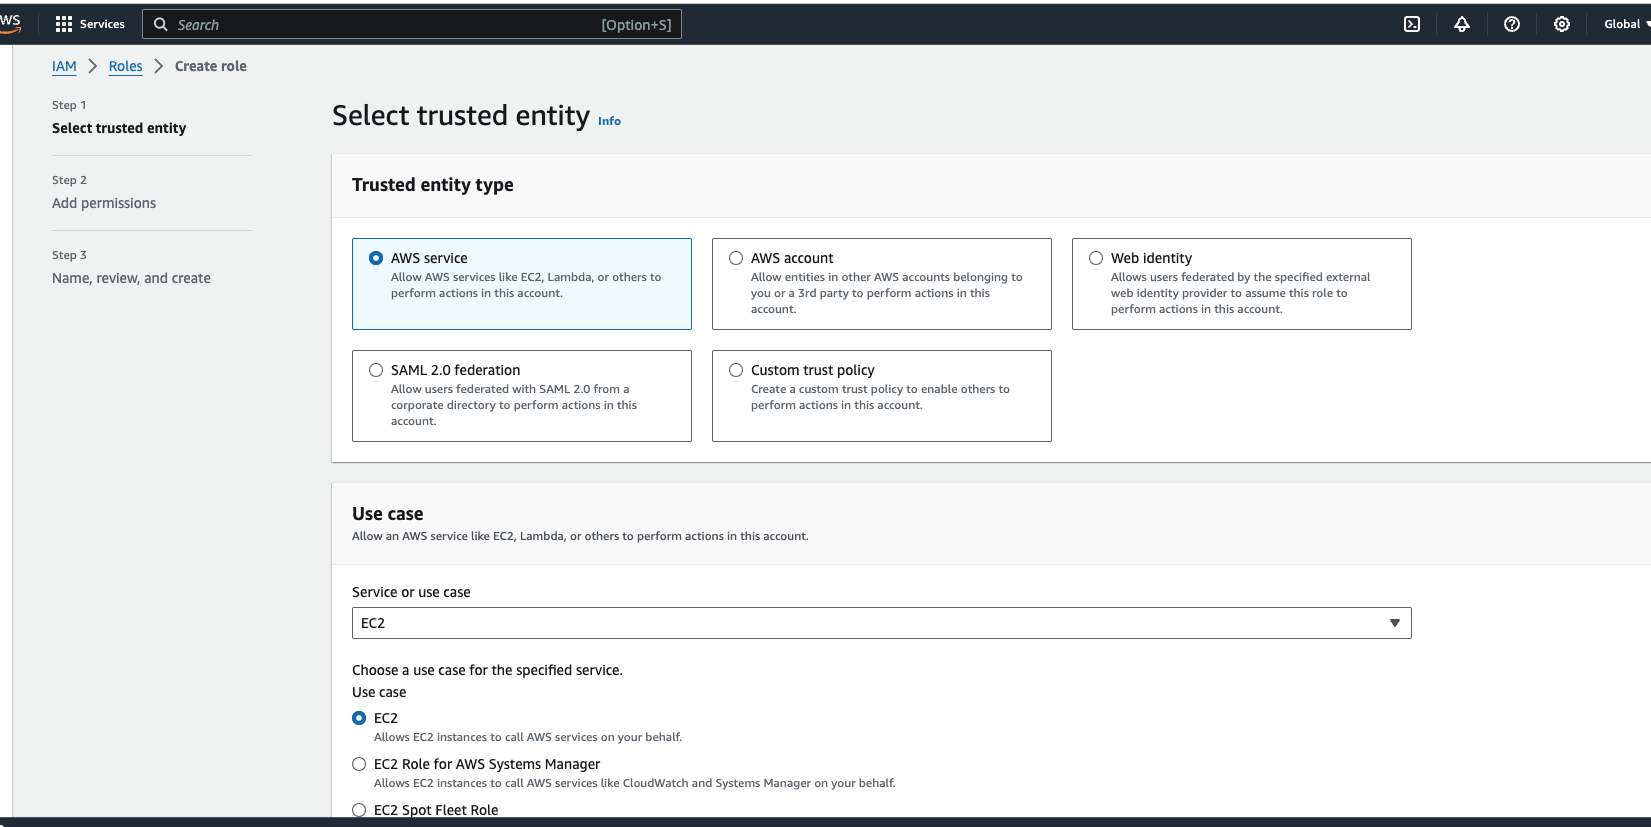 WS
Services
Search
[Option+S]
Global
IAM
Roles
Create role
Step 1
Select trusted entity
Step 2
Add permissions
Step 3
Name, review, and create
Select trusted entity Info
Trusted entity type
AWS service
Allow AWS services like EC2, Lambda, or others to
perform actions in this account.
AWS account
Allow entities in other AWS accounts belonging to
you or a 3rd party to perform actions in this
account.
Web identity
Allows users federated by the specified external
web identity provider to assume this role to
perform actions in this account.
SAML 2.0 federation
Allow users federated with SAML 2.0 from a
corporate directory to perform actions in this
account.
Custom trust policy
Create a custom trust policy to enable others to
perform actions in this account.
Use case
Allow an AWS service like EC2, Lambda, or others to perform actions in this account.
Service or use case
EC2
Choose a use case for the specified service.
Use case
EC2
Allows EC2 instances to call AWS services on your behalf.
EC2 Role for AWS Systems Manager
Allows EC2 instances to call AWS services like CloudWatch and Systems Manager on your behalf.
EC2 Spot Fleet Role